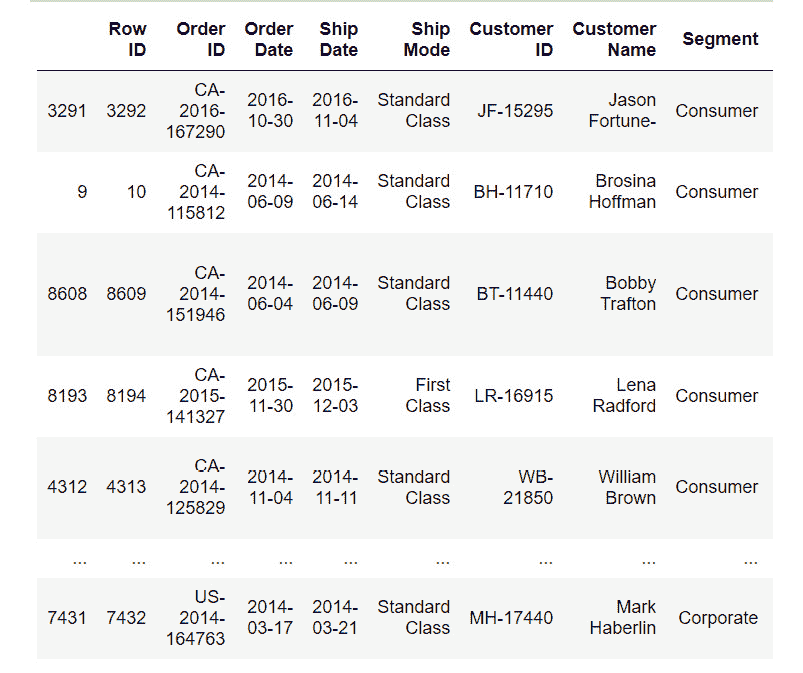 Row Order Order Ship Ship Customer Customer Segment
ID ID Date Date Mode ID Name
CA-
3291 3292 2016- 2016- 2016- Standard JF-15295 Jason Consumer
167290 10-30 11-04 Class Fortune-
CA-
9 10 2014- 2014- 2014- Standard BH-11710 Brosina Consumer
115812 06-09 06-14 Class Hoffman
CA-
8608 8609 2014- 2014- 2014- Standard BT-11440 Bobby Consumer
151946 06-04 06-09 Class Trafton
CA-
8193 8194 2015- 2015- 2015- First LR-16915 Lena Consumer
141327 11-30 12-03 Class Radford
CA-
4312 4313 2014- 2014- 2014- Standard WB- William Consumer
125829 11-04 11-11 Class 21850 Brown
... ... ... ... ... ... ... ... ...
US-
7431 7432 2014- 2014- 2014- Standard MH-17440 Mark Corporate
164763 03-17 03-21 Class Haberlin